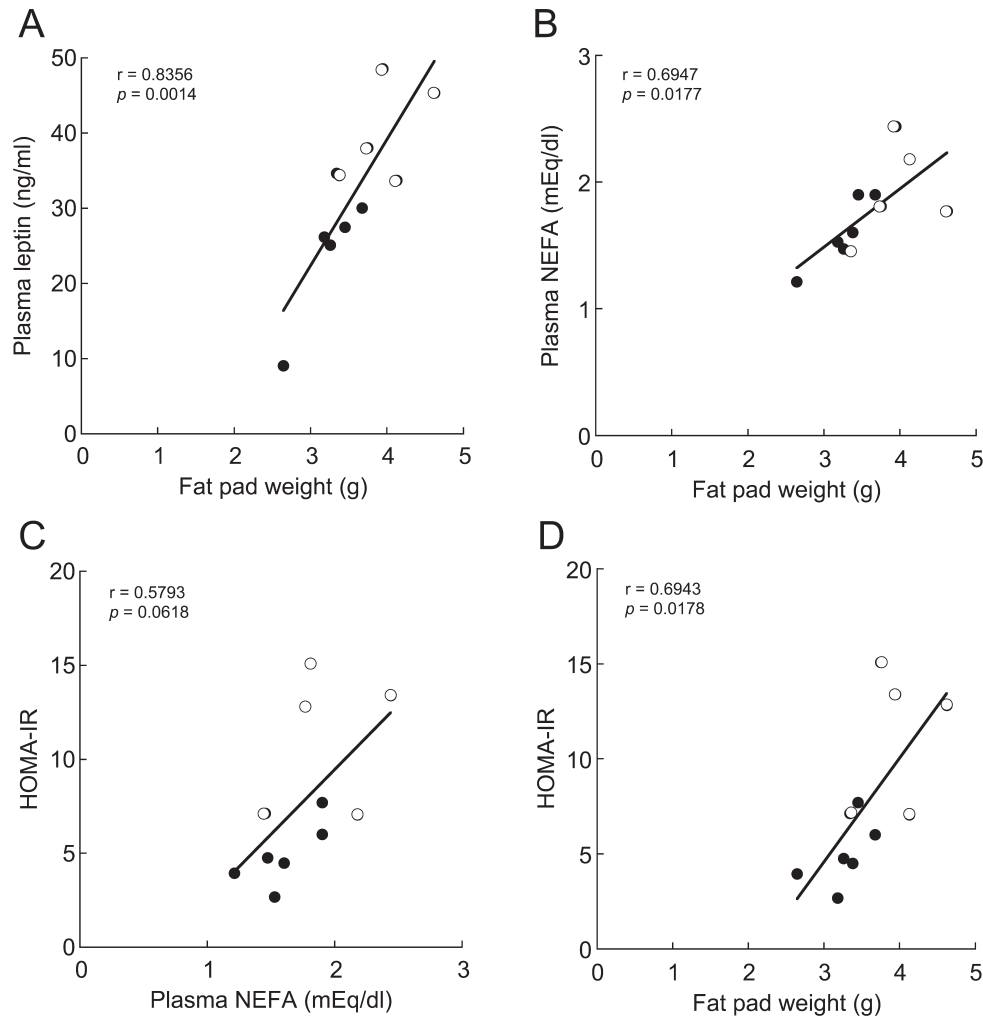 A
r = 0.8356
p = 0.0014
50
40
30
20
10
0
Plasma leptin (ng/ml)
0 1 2 3 4 5
Fat pad weight (g)
B
r = 0.6947
p = 0.0177
3
2
1
0
Plasma NEFA (mEq/dl)
0 1 2 3 4 5
Fat pad weight (g)
C
r = 0.5793
p = 0.0618
20
15
10
5
0
HOMA-IR
0 1 2 3
Plasma NEFA (mEq/dl)
D
r = 0.6943
p = 0.0178
20
15
10
5
0
HOMA-IR
0 1 2 3 4 5
Fat pad weight (g)